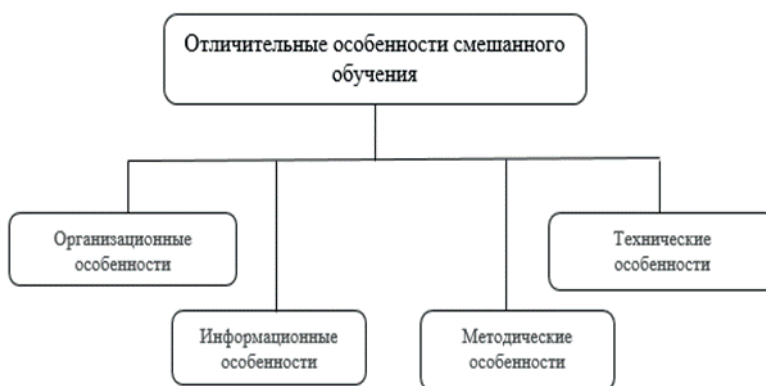 Отличительные особенности смешанного
обучения
Организационные
особенности
Технические
особенности
Информационные
особенности
Методические
особенности